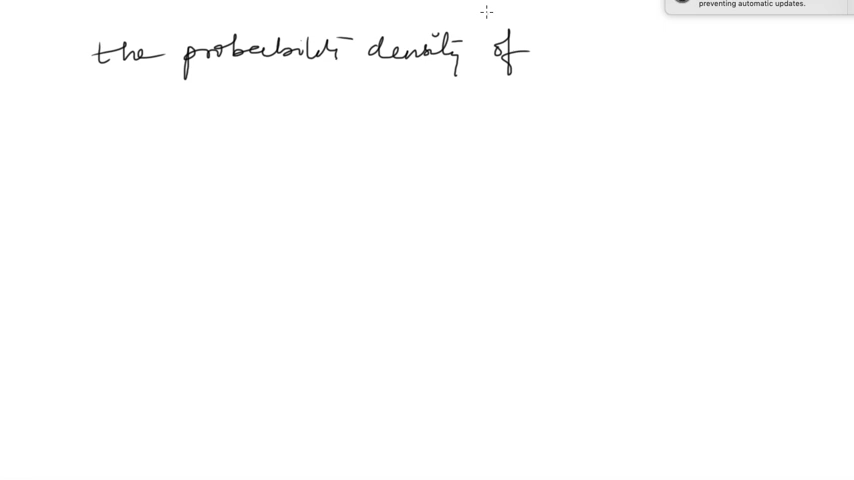 preventing automatic updates.
the probability density of